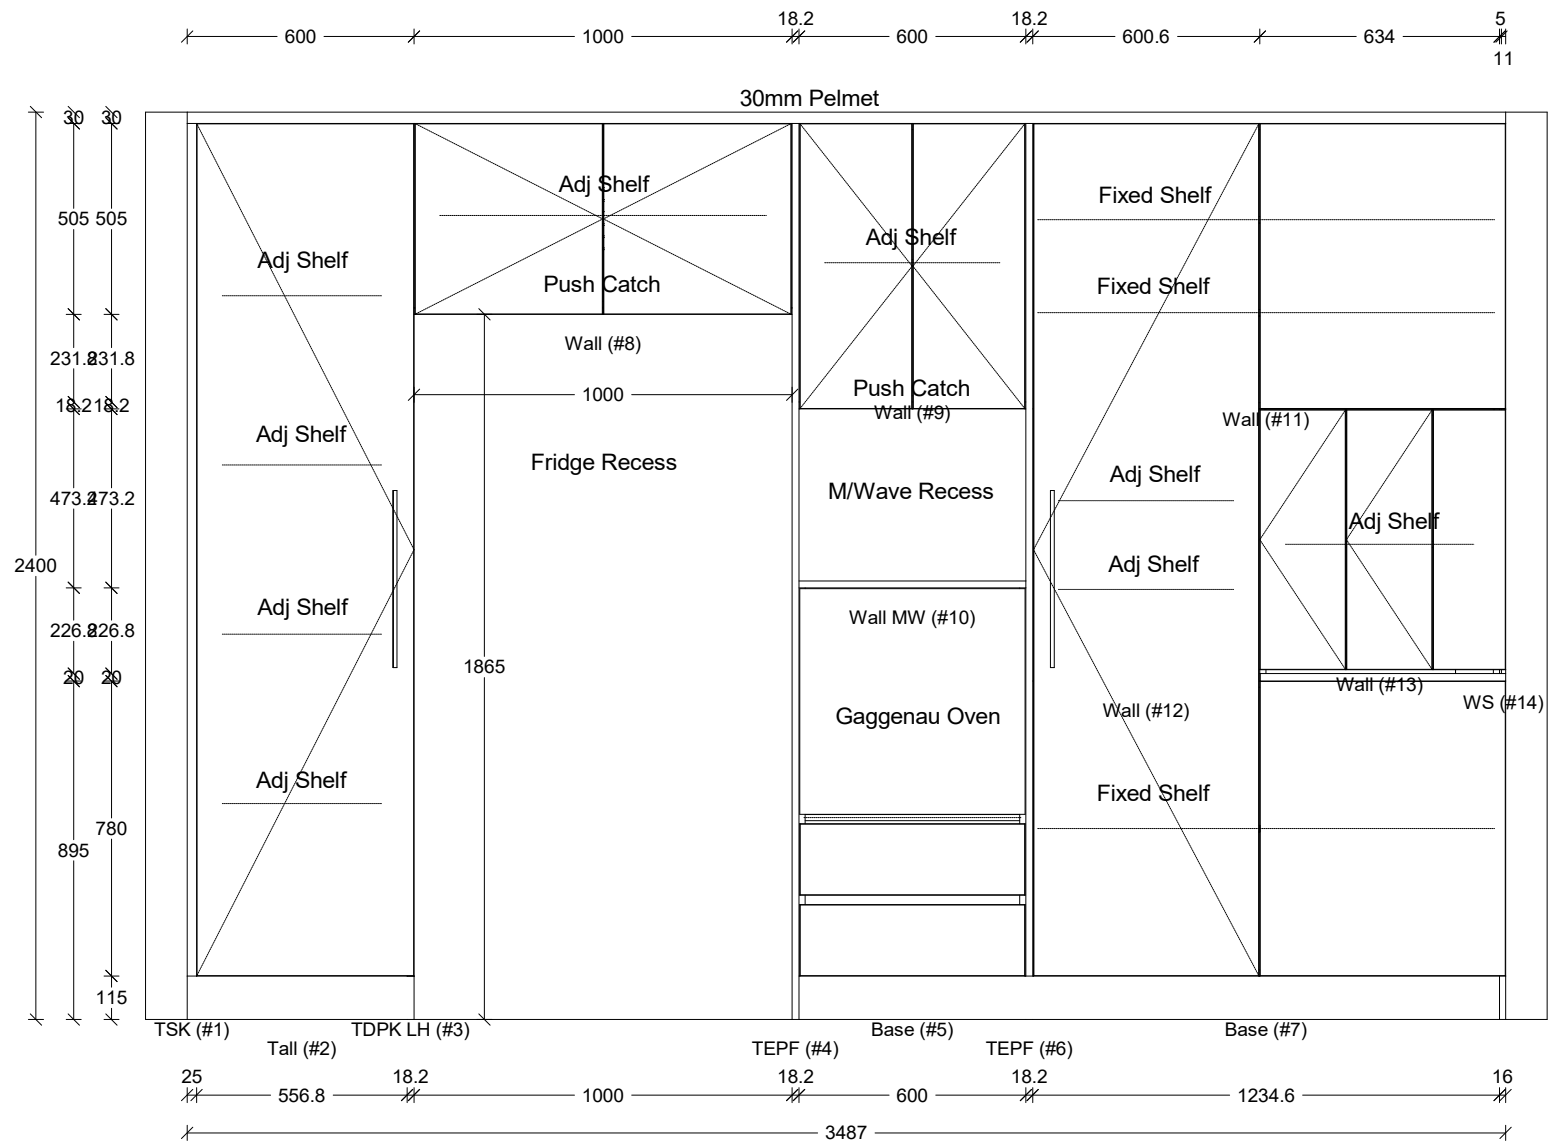 18.2 18.2 5
600 1000 600 600.6 634
11
30mm Pelmet
30 30
Adj Shelf
Fixed Shelf
505 505
Adj Shelf
Adj Shelf
Push Catch
Fixed Shelf
Wall (#8)
231.8 231.8
Push Catch
1000
18.2 18.2
Wall (#9)
Wall (#11)
Adj Shelf
Fridge Recess
Adj Shelf
M/Wave Recess
473.2 473.2
Adj Shelf
2400
Adj Shelf
Adj Shelf
Wall MW (#10)
226.8 226.8
1865
20 20
Wall (#13)
WS (#14)
Wall (#12)
Gaggenau Oven
Adj Shelf
Fixed Shelf
780
895
115
TSK (#1) TDPK LH (#3) Base (#5) Base (#7)
Tall (#2) TEPF (#4) TEPF (#6)
25 18.2 18.2 18.2 16
556.8 1000 600 1234.6
3487